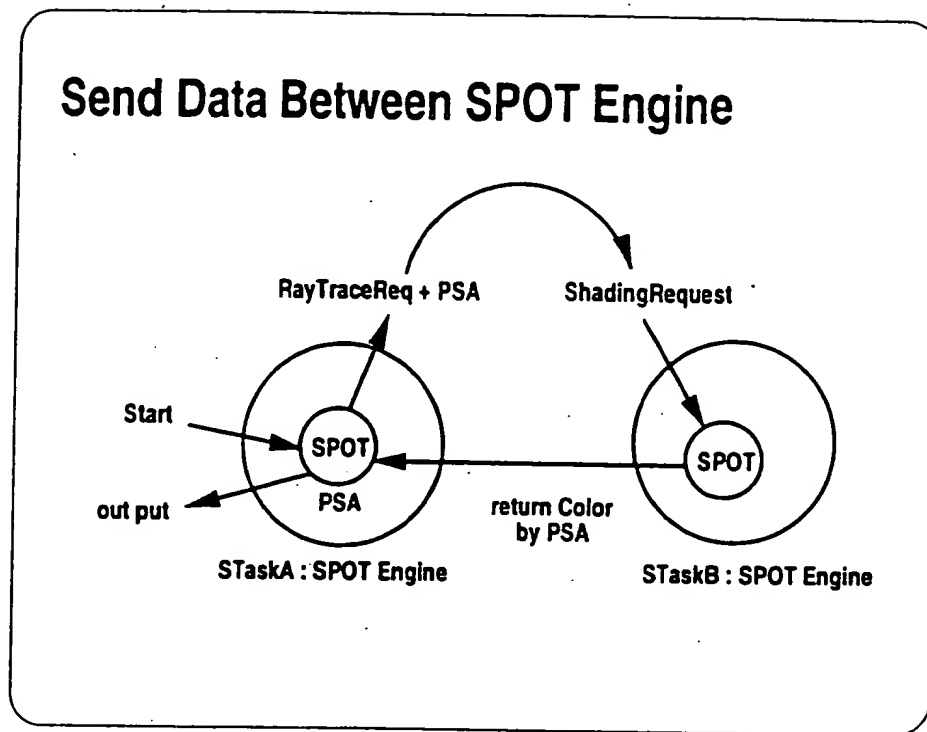 Send Data Between SPOT Engine
RayTraceReq + PSA
ShadingRequest
Start
SPOT
SPOT
out put
PSA
return Color
by PSA
STaskA : SPOT Engine
STaskB : SPOT Engine